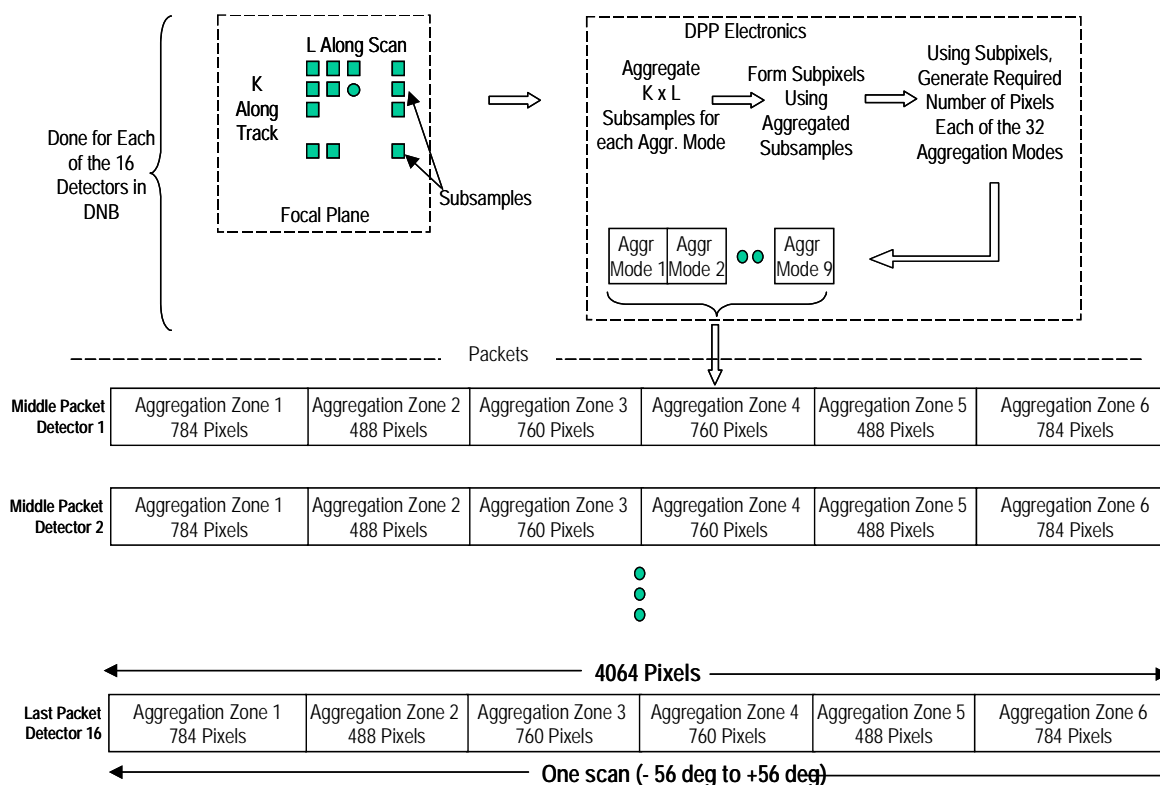 Done for Each
of the 16
Detectors in
DNB
L Along Scan
K
Along
Track
Focal Plane
Subsamples
DPP Electronics
Aggregate
K x L
Subsamples for
each Aggr. Mode
Form Subpixels
Using
Aggregated
Subsamples
Using Subpixels,
Generate Required
Number of Pixels
Each of the 32
Aggregation Modes
Aggr
Mode 1
Aggr
Mode 2
Aggr
Mode 9
Packets
Middle Packet
Detector 1
Aggregation Zone 1
784 Pixels
Aggregation Zone 2
488 Pixels
Aggregation Zone 3
760 Pixels
Aggregation Zone 4
760 Pixels
Aggregation Zone 5
488 Pixels
Aggregation Zone 6
784 Pixels
Middle Packet
Detector 2
Aggregation Zone 1
784 Pixels
Aggregation Zone 2
488 Pixels
Aggregation Zone 3
760 Pixels
Aggregation Zone 4
760 Pixels
Aggregation Zone 5
488 Pixels
Aggregation Zone 6
784 Pixels
4064 Pixels
Last Packet
Detector 16
Aggregation Zone 1
784 Pixels
Aggregation Zone 2
488 Pixels
Aggregation Zone 3
760 Pixels
Aggregation Zone 4
760 Pixels
Aggregation Zone 5
488 Pixels
Aggregation Zone 6
784 Pixels
One scan (- 56 deg to +56 deg)